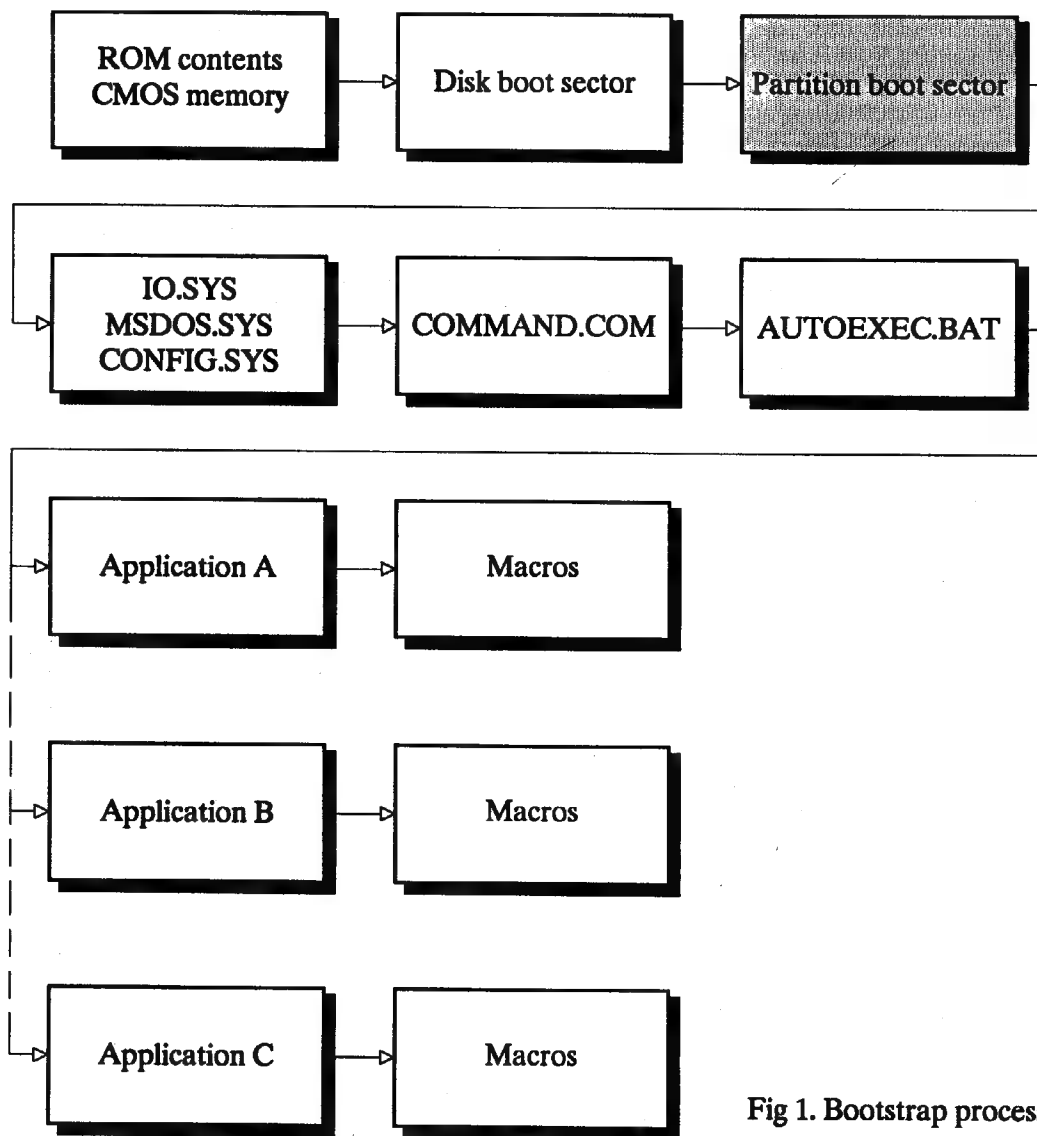 ROM contents
CMOS memory
Disk boot sector
Partition boot sector
IO.SYS
MSDOS.SYS
CONFIG.SYS
COMMAND.COM
AUTOEXEC.BAT
Application A
Macros
Application B
Macros
Application C
Macros
Fig 1. Bootstrap proces